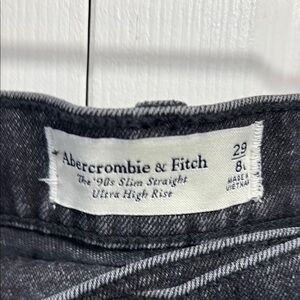 Abercrombie & Fitch
The '90s Slim Straight
Ultra High Rise
29
8
MADE IN
VIETNAM